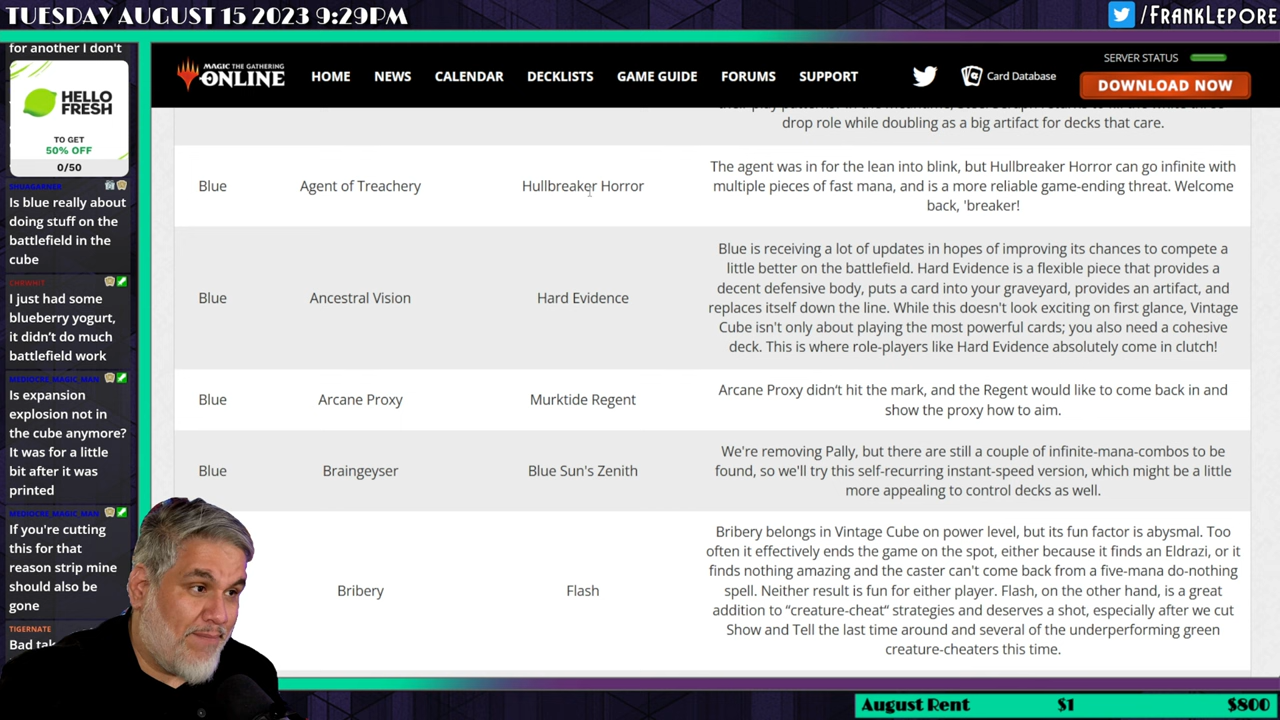 TUESDAY AUGUST 15 2023 9:29PM
/FRANKLEPORE
for another I don't
HELLO
FRESH
TO GET
50% OFF
0/50
SHUAGARNER
Is blue really about
doing stuff on the
battlefield in the
cube
CHEWNIT
I just had some
blueberry yogurt,
it didn't do much
battlefield work
MEDIOCRE_MAGIC_MAN
Is expansion
explosion not in
the cube anymore?
It was for a little
bit after it was
printed
MEDIOCRE_MAGIC_MAN
If you're cutting
this for that
reason strip mine
should also be
gone
TIGERNATE
Bad tak
MAGIC THE GATHERING
ONLINE
HOME
NEWS
CALENDAR
DECKLISTS
GAME GUIDE
FORUMS
SUPPORT
Card Database
SERVER STATUS
DOWNLOAD NOW
drop role while doubling as a big artifact for decks that care.
Blue
Agent of Treachery
Hullbreaker Horror
The agent was in for the lean into blink, but Hullbreaker Horror can go infinite with
multiple pieces of fast mana, and is a more reliable game-ending threat. Welcome
back, 'breaker!
Blue
Ancestral Vision
Hard Evidence
Blue is receiving a lot of updates in hopes of improving its chances to compete a
little better on the battlefield. Hard Evidence is a flexible piece that provides a
decent defensive body, puts a card into your graveyard, provides an artifact, and
replaces itself down the line. While this doesn't look exciting on first glance, Vintage
Cube isn't only about playing the most powerful cards; you also need a cohesive
deck. This is where role-players like Hard Evidence absolutely come in clutch!
Blue
Arcane Proxy
Murktide Regent
Arcane Proxy didn't hit the mark, and the Regent would like to come back in and
show the proxy how to aim.
Blue
Braingeyser
Blue Sun's Zenith
We're removing Pally, but there are still a couple of infinite-mana-combos to be
found, so we'll try this self-recurring instant-speed version, which might be a little
more appealing to control decks as well.
Bribery
Flash
Bribery belongs in Vintage Cube on power level, but its fun factor is abysmal. Too
often it effectively ends the game on the spot, either because it finds an Eldrazi, or it
finds nothing amazing and the caster can't come back from a five-mana do-nothing
spell. Neither result is fun for either player. Flash, on the other hand, is a great
addition to "creature-cheat" strategies and deserves a shot, especially after we cut
Show and Tell the last time around and several of the underperforming green
creature-cheaters this time.
August Rent
$1
$800